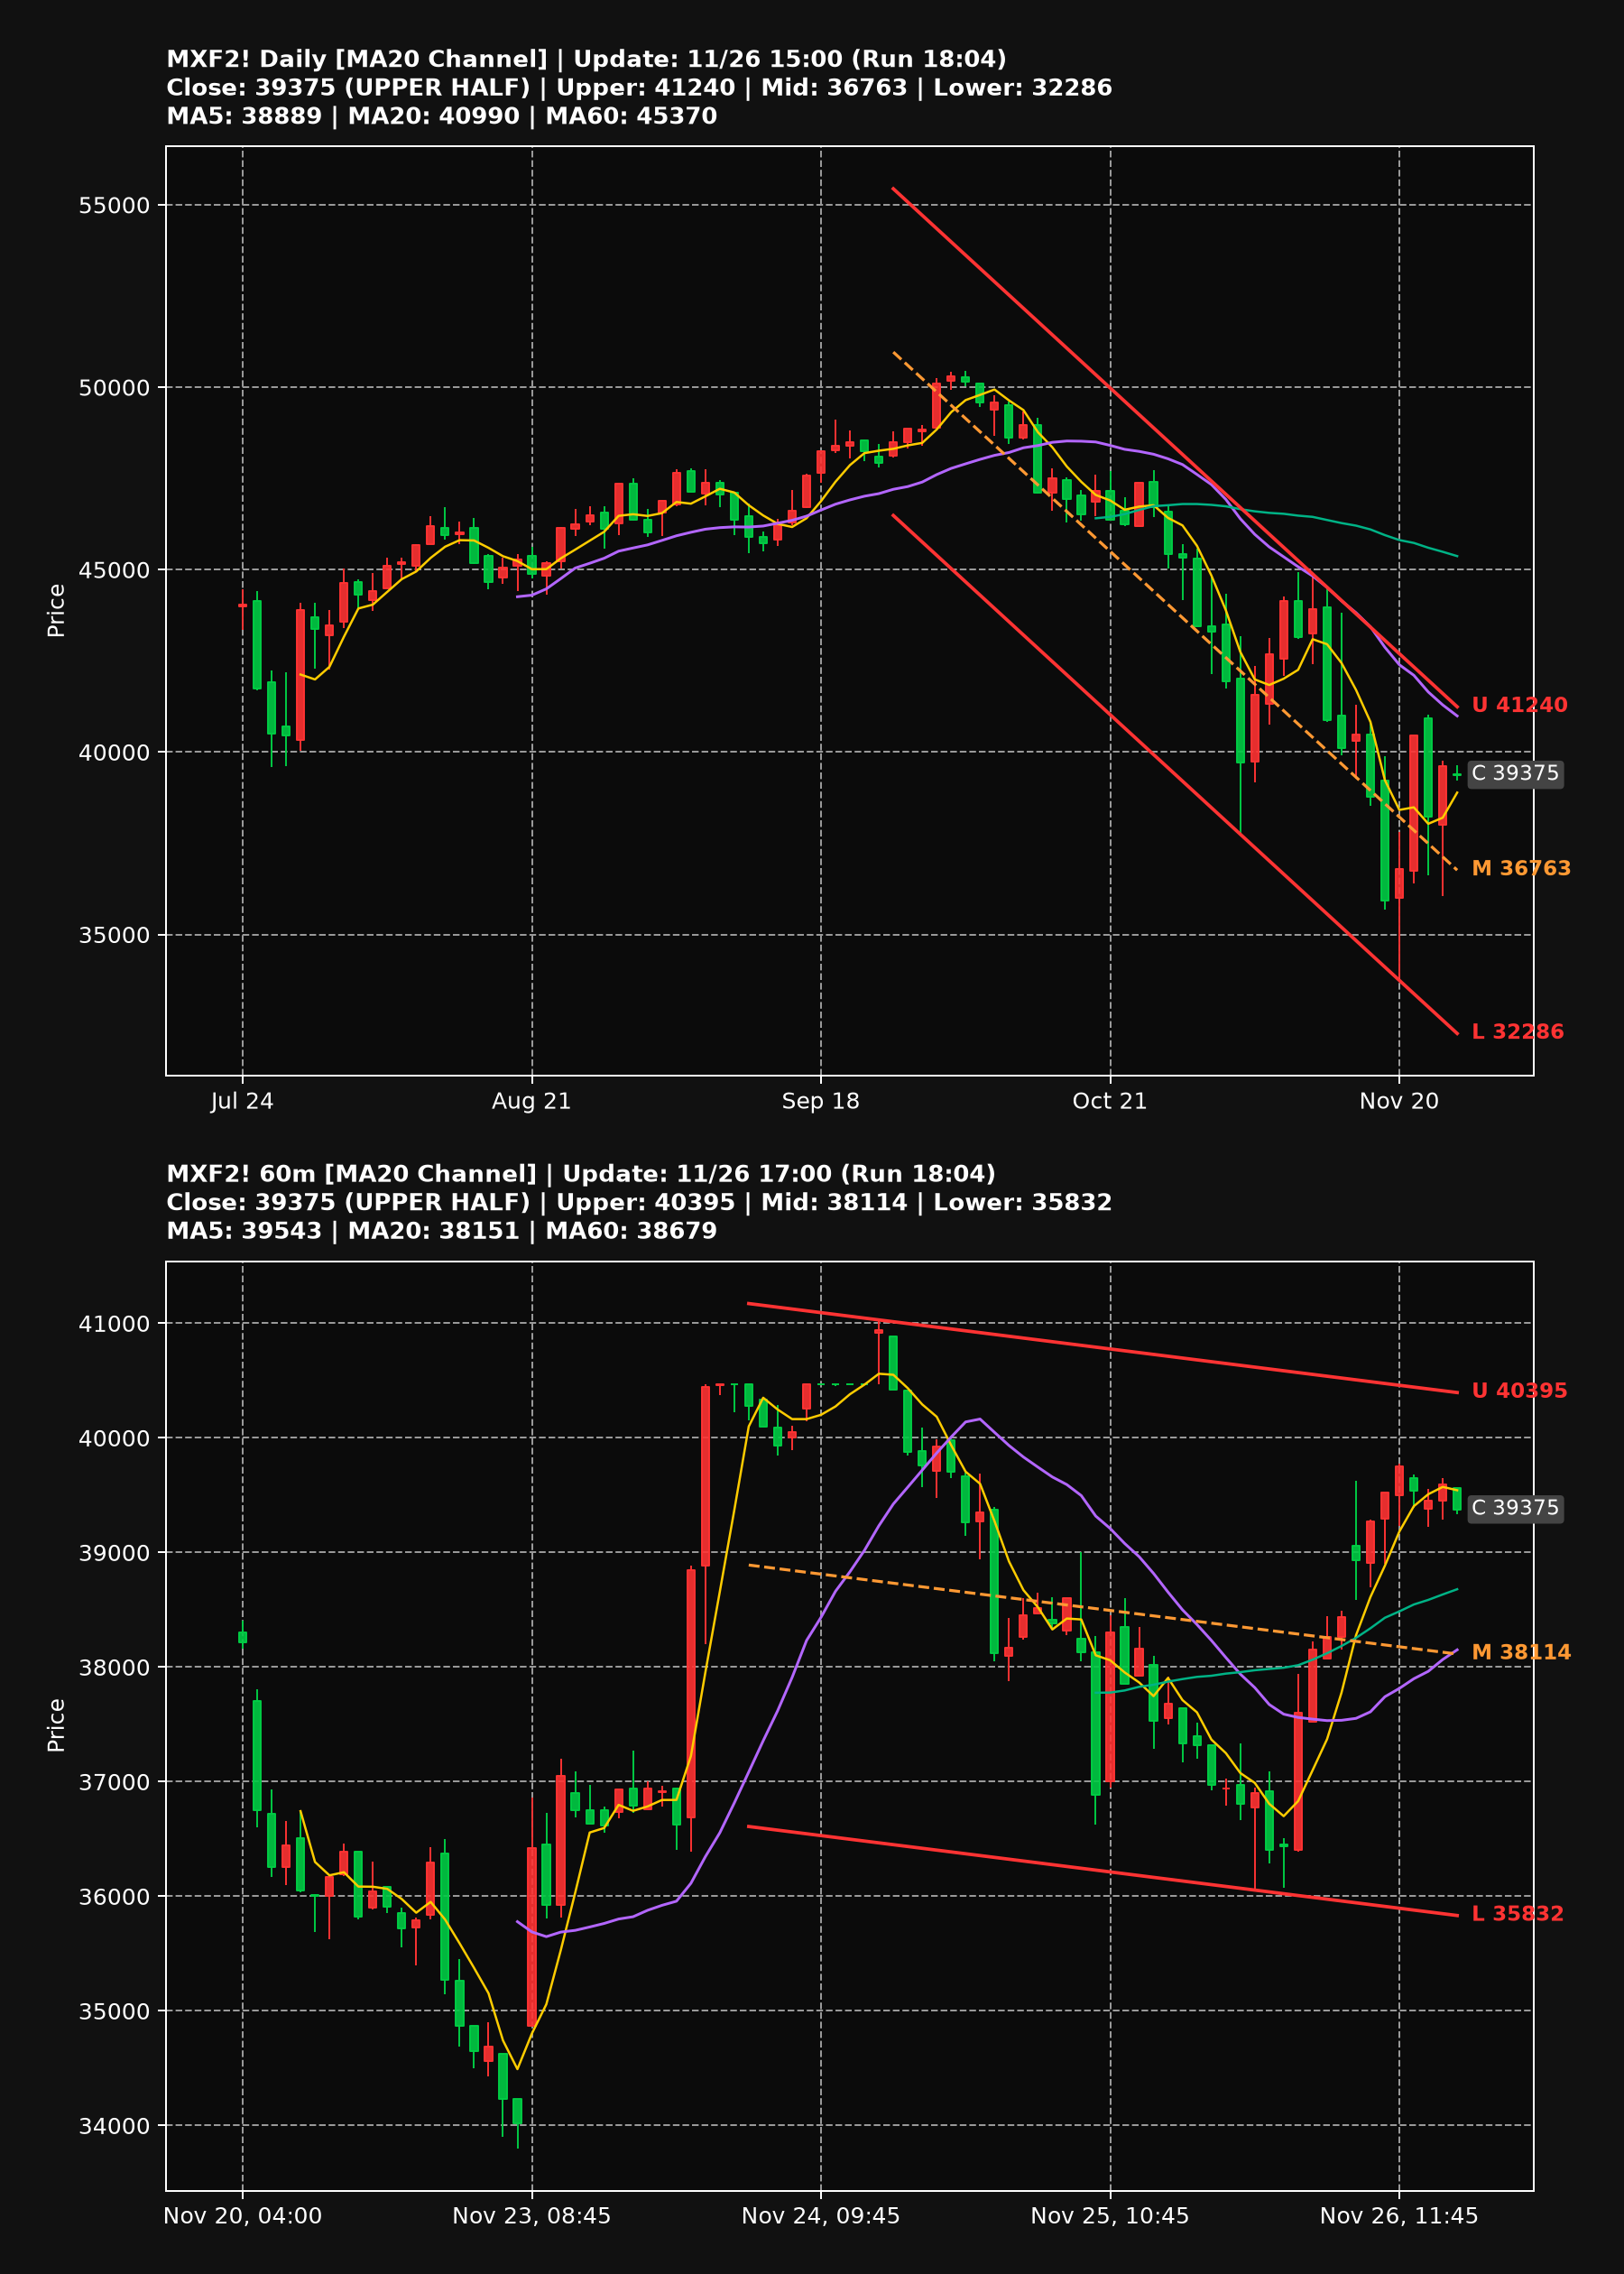 MXF2! Daily [MA20 Channel] | Update: 11/26 15:00 (Run 18:04)
Close: 39375 (UPPER HALF) | Upper: 41240 | Mid: 36763 | Lower: 32286
MA5: 38889 | MA20: 40990 | MA60: 45370
Price
55000
50000
45000
40000
35000
U 41240
C 39375
M 36763
L 32286
Jul 24
Aug 21
Sep 18
Oct 21
Nov 20
MXF2! 60m [MA20 Channel] | Update: 11/26 17:00 (Run 18:04)
Close: 39375 (UPPER HALF) | Upper: 40395 | Mid: 38114 | Lower: 35832
MA5: 39543 | MA20: 38151 | MA60: 38679
Price
41000
40000
39000
38000
37000
36000
35000
34000
U 40395
C 39375
M 38114
L 35832
Nov 20, 04:00
Nov 23, 08:45
Nov 24, 09:45
Nov 25, 10:45
Nov 26, 11:45